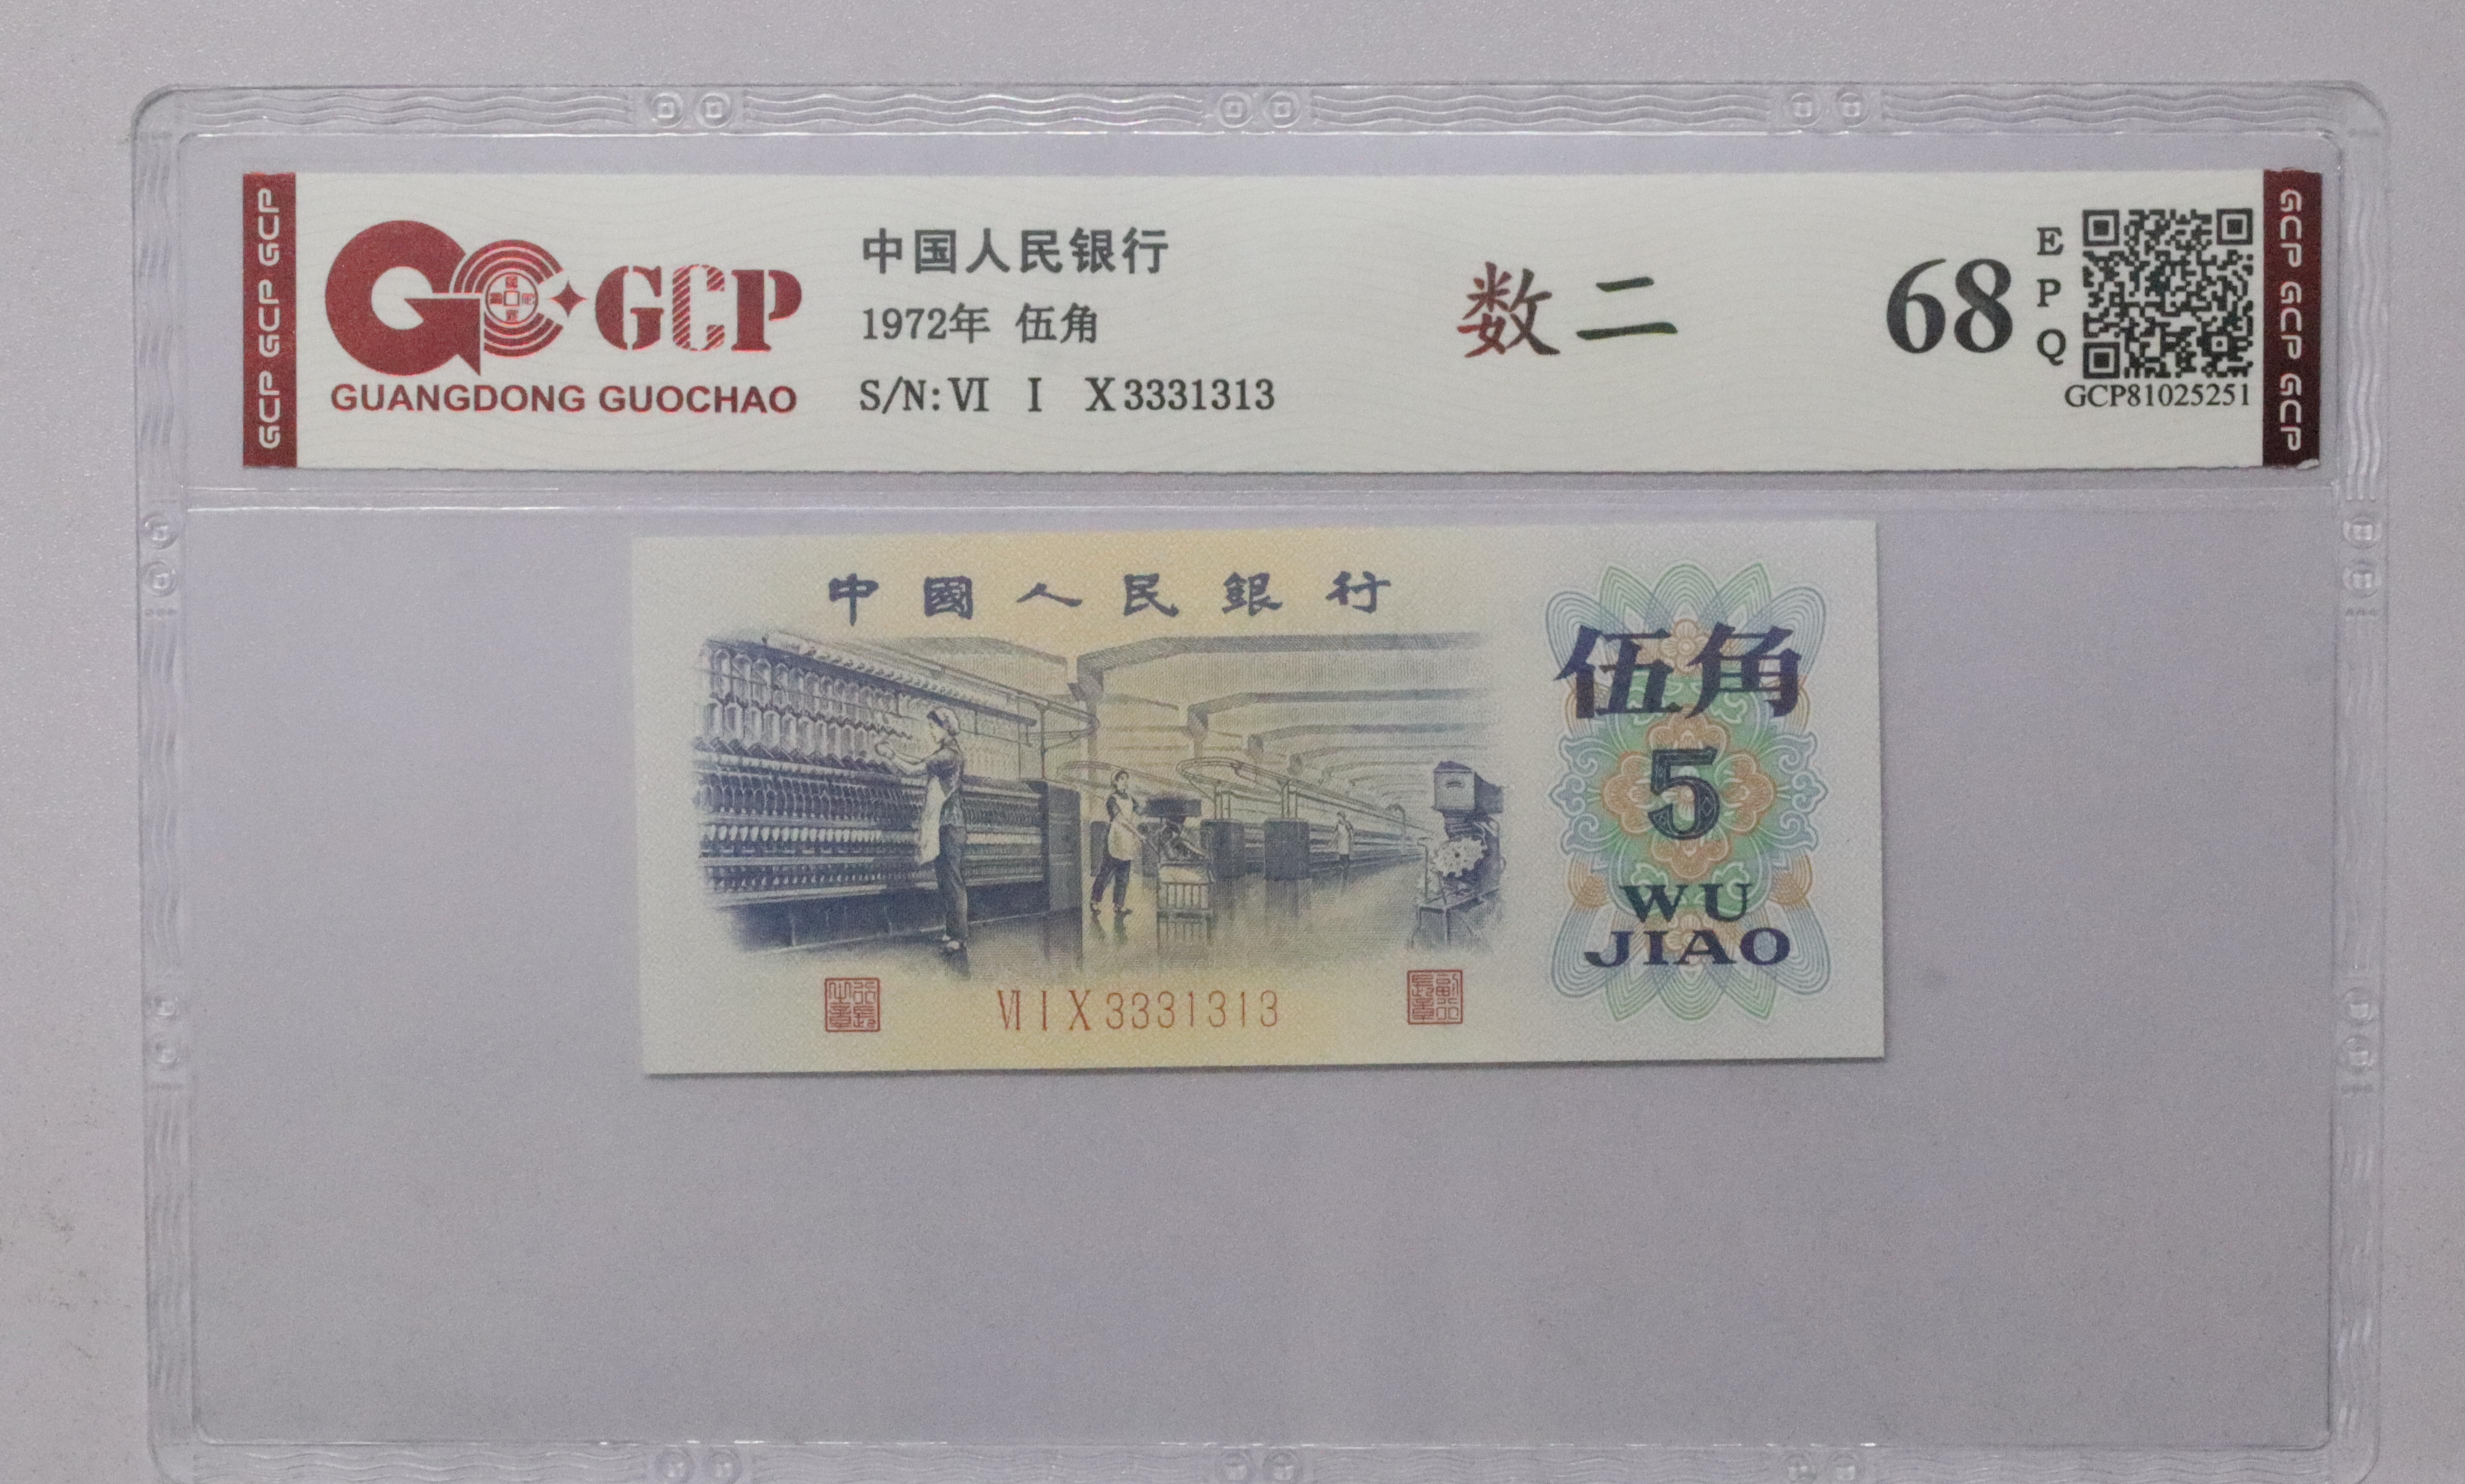 GCP GCP GCP
GCP
GUANGDONG GUOCHAO
中国人民银行
1972年 伍角
S/N: Ⅵ Ⅰ Ⅹ3331313
数二
68
EPQ
GCP81025251
GCP GCP GCP
中國人民銀行
伍角
5
WU
JIAO
ⅥⅠⅩ3331313